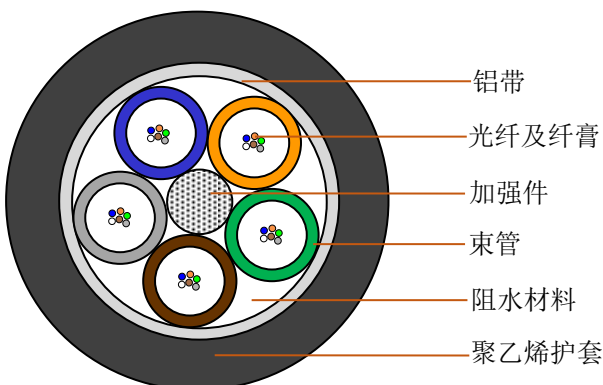 铝带
光纤及纤膏
加强件
束管
阻水材料
聚乙烯护套